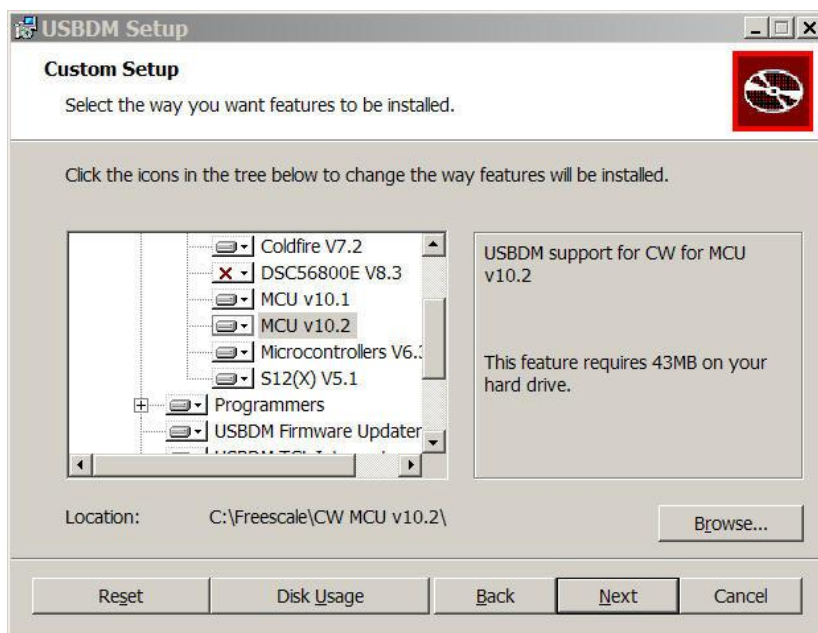 USBDM Setup
Custom Setup
Select the way you want features to be installed.
Click the icons in the tree below to change the way features will be installed.
Coldfire V7.2
DSC56800E V8.3
MCU v10.1
MCU v10.2
Microcontrollers V6.
S12(X) V5.1
Programmers
USBDM Firmware Updater
USBDM support for CW for MCU
v10.2
This feature requires 43MB on your
hard drive.
Location: C:\Freescale\CW MCU v10.2\
Browse...
Reset Disk Usage Back Next Cancel